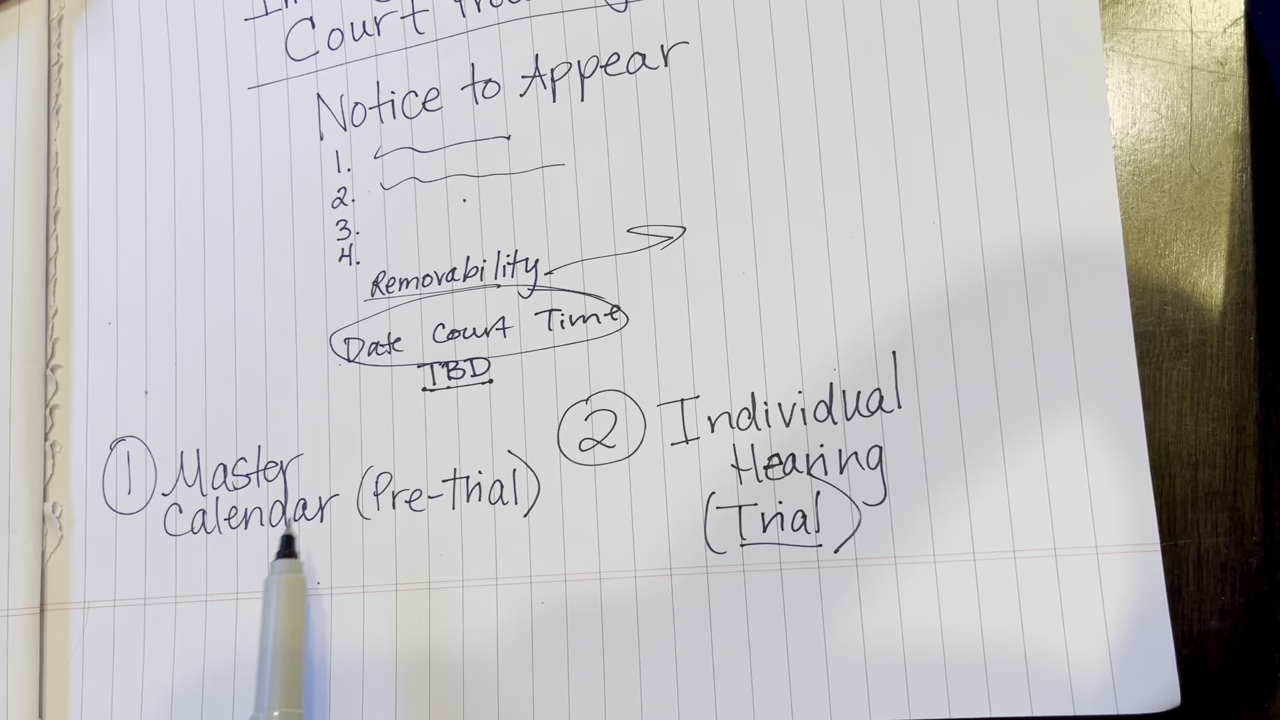 Court
Notice to Appear
1.
2.
3.
4.
Removability
Date Court Time
TBD
1 Master
Calendar (Pre-trial)
2 Individual
Hearing
(Trial)